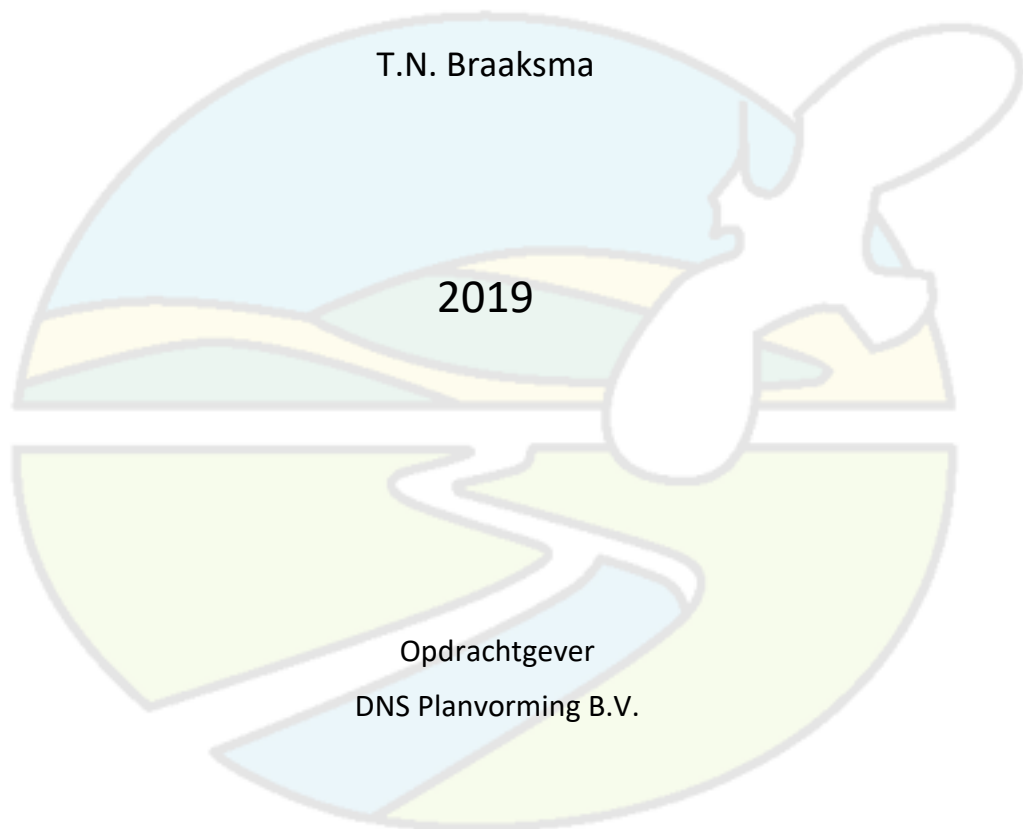 T.N. Braaksma
2019
Opdrachtgever
DNS Planvorming B.V.